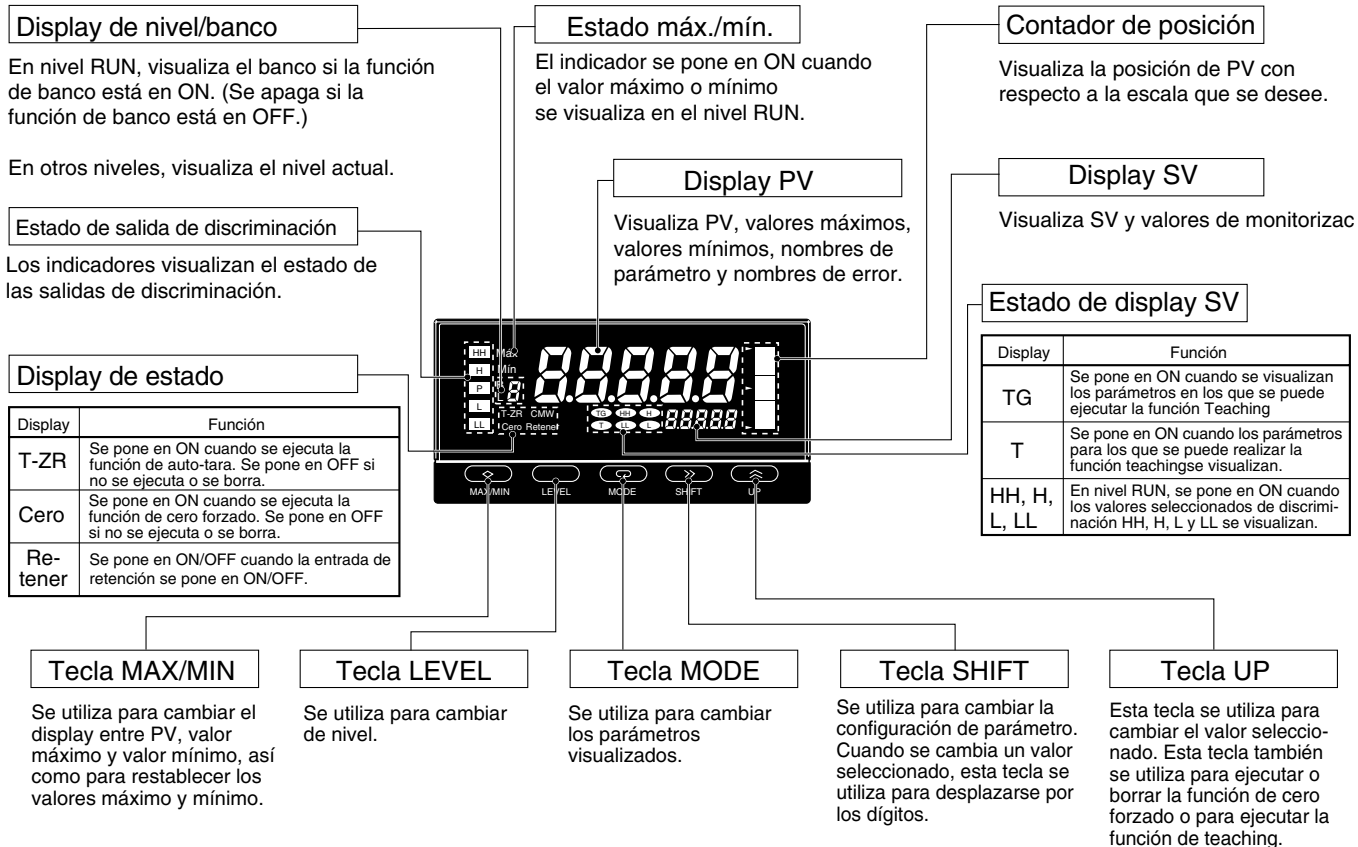 Display de nivel/banco
En nivel RUN, visualiza el banco si la función
de banco está en ON. (Se apaga si la
función de banco está en OFF.)
En otros niveles, visualiza el nivel actual.
Estado máx./mín.
El indicador se pone en ON cuando
el valor máximo o mínimo
se visualiza en el nivel RUN.
Contador de posición
Visualiza la posición de PV con
respecto a la escala que se desee.
Display PV
Visualiza PV, valores máximos,
valores mínimos, nombres de
parámetro y nombres de error.
Display SV
Visualiza SV y valores de monitorizac
Estado de salida de discriminación
Los indicadores visualizan el estado de
las salidas de discriminación.
Estado de display SV
Display Función
TG Se pone en ON cuando se visualizan
los parámetros en los que se puede
ejecutar la función Teaching
T Se pone en ON cuando los parámetros
para los que se puede realizar la
función teachingse visualizan.
HH, H,
L, LL
En nivel RUN, se pone en ON cuando
los valores seleccionados de discrimi-
nación HH, H, L y LL se visualizan.
Display de estado
Display Función
T-ZR Se pone en ON cuando se ejecuta la
función de auto-tara. Se pone en OFF si
no se ejecuta o se borra.
Cero Se pone en ON cuando se ejecuta la
función de cero forzado. Se pone en OFF
si no se ejecuta o se borra.
Re-
tener
Se pone en ON/OFF cuando la entrada de
retención se pone en ON/OFF.
HH Máx
H Mín
P
L
LL
T-ZR CMW
Cero Retener
TG HH H
T LL L
8.8.8.8.8
88888
MAX/MIN LEVEL MODE SHIFT UP
Tecla MAX/MIN
Se utiliza para cambiar el
display entre PV, valor
máximo y valor mínimo, así
como para restablecer los
valores máximo y mínimo.
Tecla LEVEL
Se utiliza para cambiar
de nivel.
Tecla MODE
Se utiliza para cambiar
los parámetros
visualizados.
Tecla SHIFT
Se utiliza para cambiar la
configuración de parámetro.
Cuando se cambia un valor
seleccionado, esta tecla se
utiliza para desplazarse por
los dígitos.
Tecla UP
Esta tecla se utiliza para
cambiar el valor seleccio-
nado. Esta tecla también
se utiliza para ejecutar o
borrar la función de cero
forzado o para ejecutar la
función de teaching.